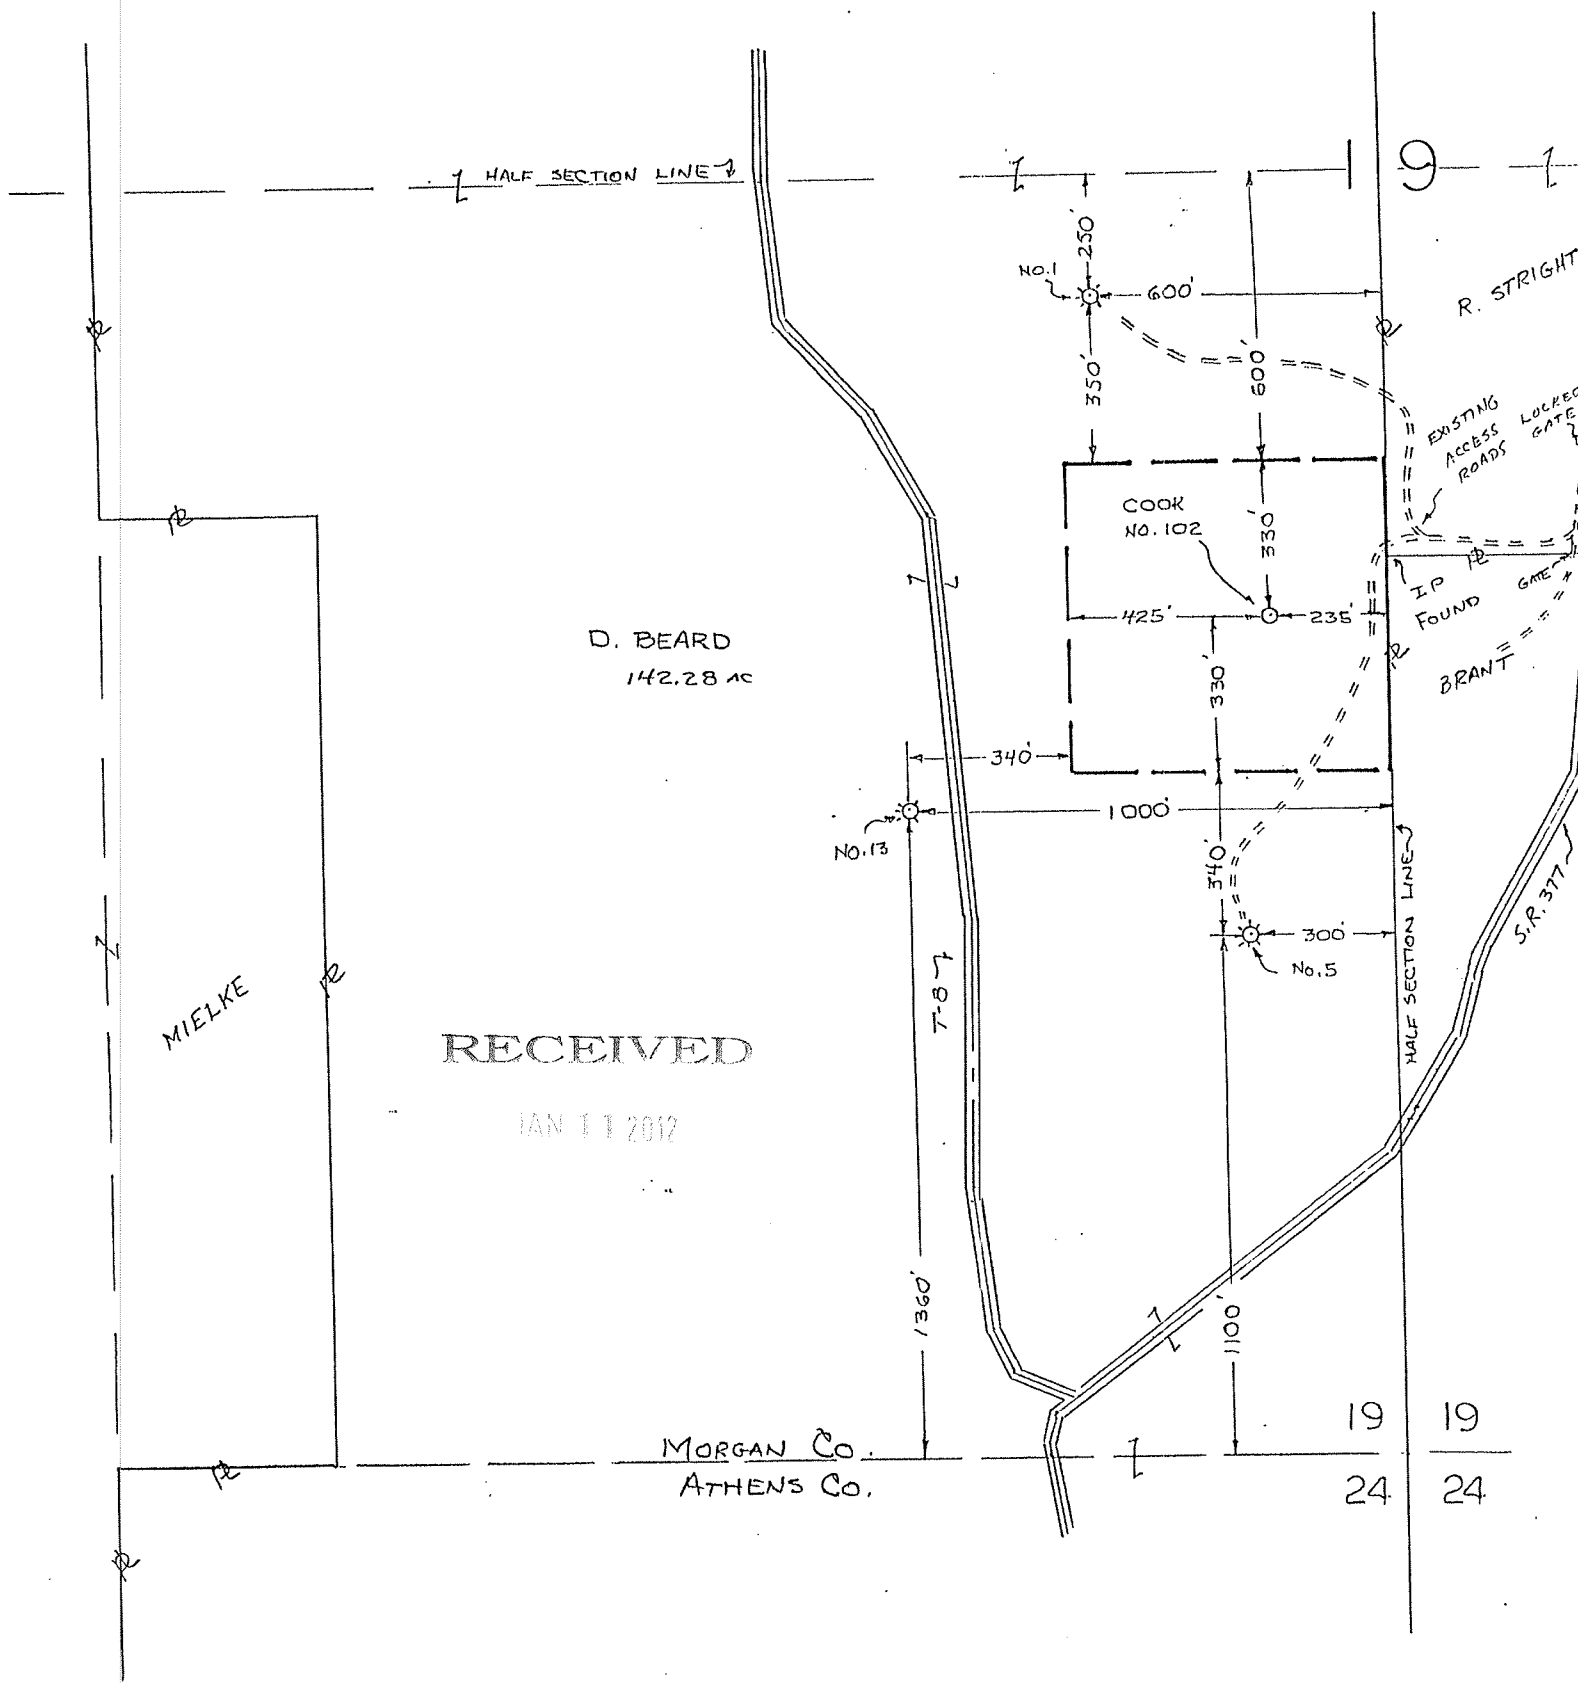 HALF SECTION LINE
19
250'
NO.1
600'
R. STRIGHT
350'
600'
EXISTING
ACCESS
ROADS
LOCKED
GATE
COOK
NO. 102
330'
425'
235'
I P
FOUND
GATE
D. BEARD
142.28 AC
330'
BRANT
340'
1000'
NO.13
340'
HALF SECTION LINE
S.R. 377
300'
NO.5
T-8
MIELKE
RECEIVED
JAN 11 2012
1360'
1100'
19
19
MORGAN CO.
ATHENS CO.
24
24